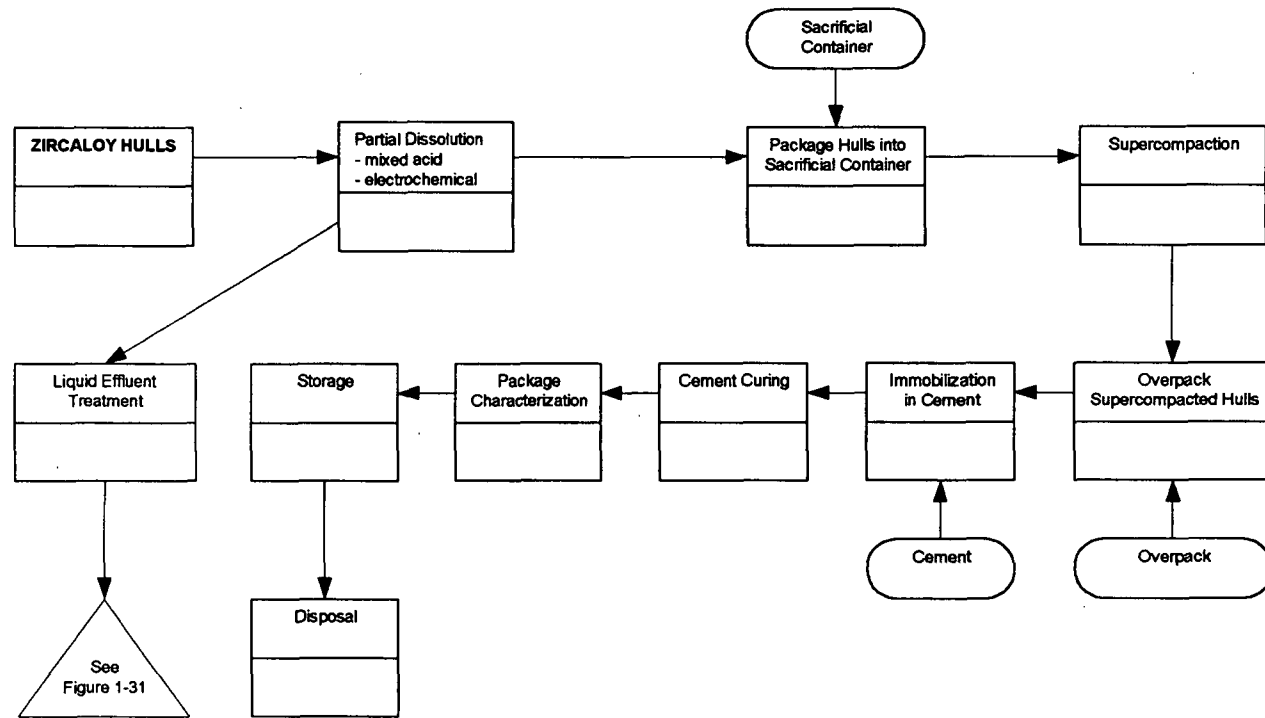 Sacrificial
Container
ZIRCALOY HULLS
Partial Dissolution
- mixed acid
- electrochemical
Package Hulls into
Sacrificial Container
Supercompaction
Liquid Effluent
Treatment
Storage
Package
Characterization
Cement Curing
Immobilization
in Cement
Overpack
Supercompacted Hulls
Cement
Overpack
Disposal
See
Figure 1-31